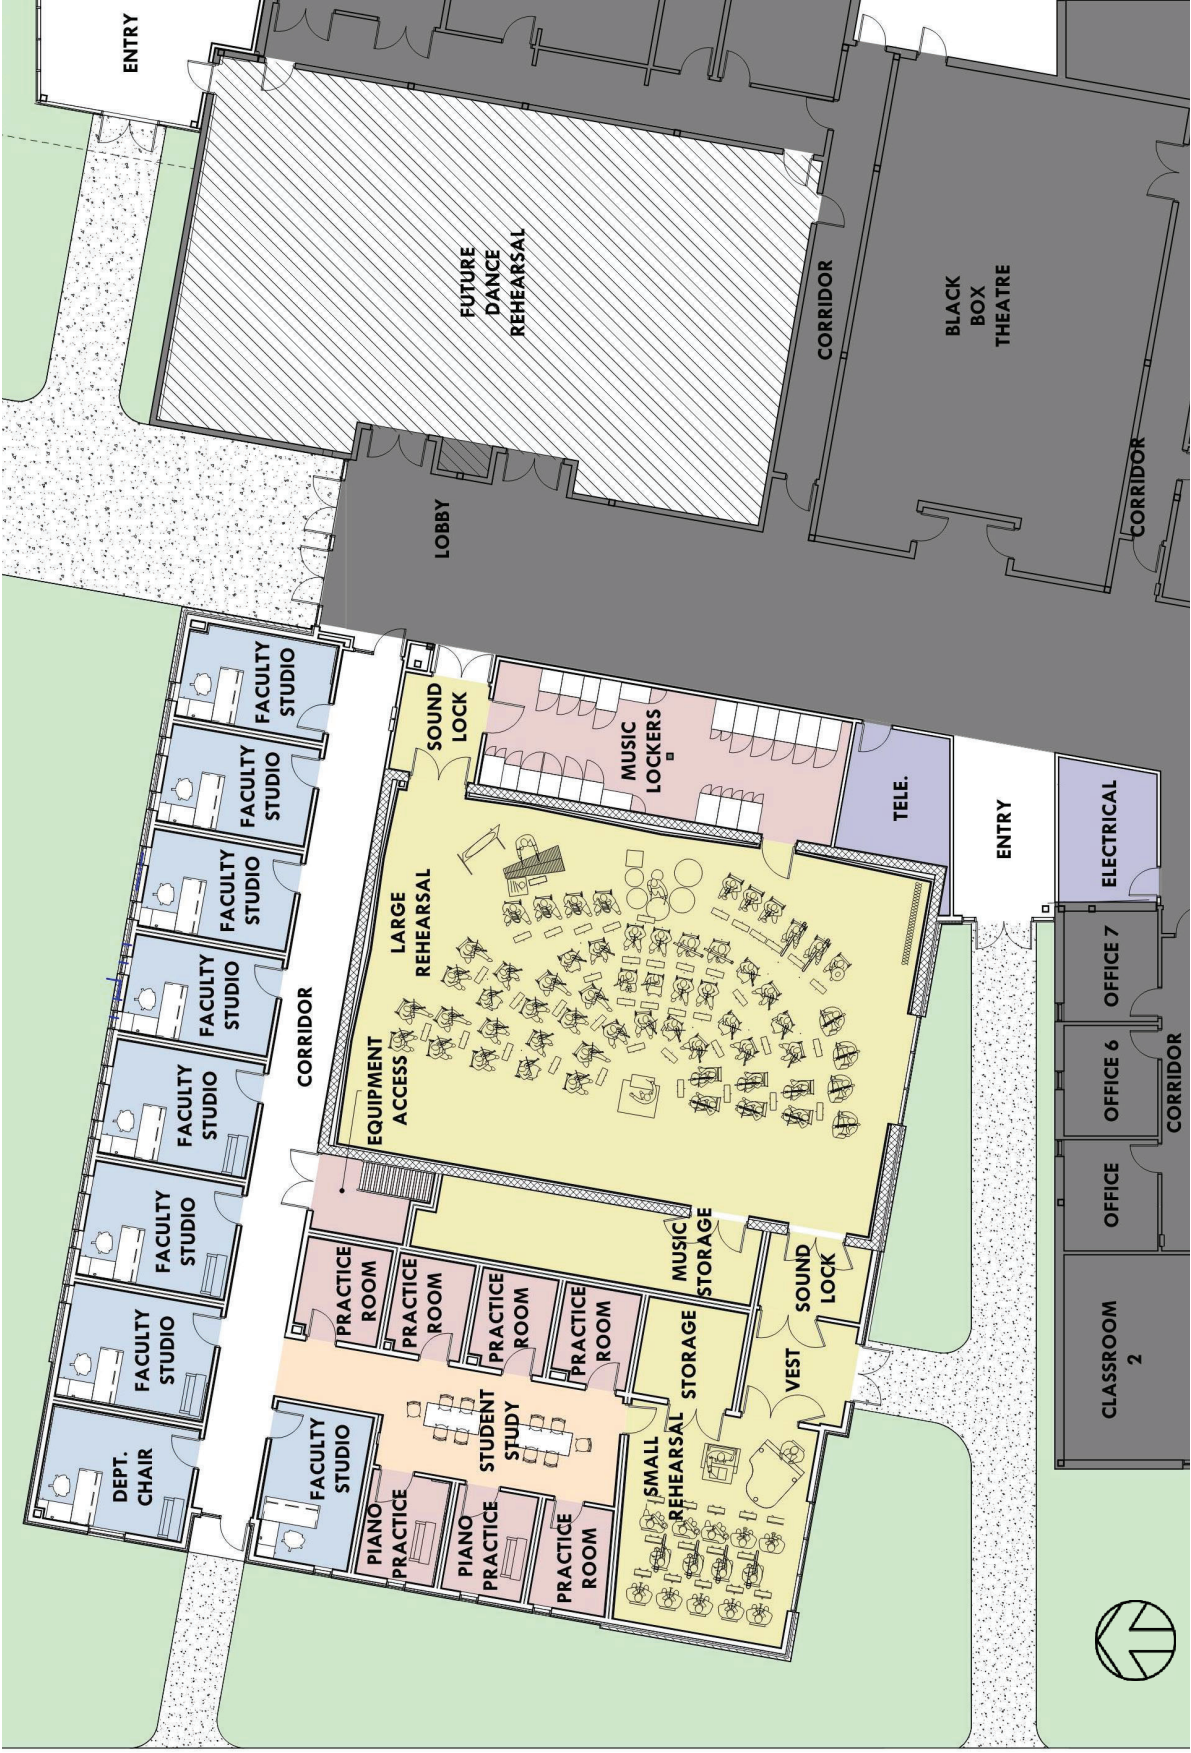 ENTRY
FUTURE
DANCE
REHEARSAL
CORRIDOR
BLACK
BOX
THEATRE
CORRIDOR
LOBBY
FACULTY
STUDIO
FACULTY
STUDIO
FACULTY
STUDIO
FACULTY
STUDIO
FACULTY
STUDIO
FACULTY
STUDIO
FACULTY
STUDIO
DEPT.
CHAIR
CORRIDOR
SOUND
LOCK
MUSIC
LOCKERS
TELE.
ENTRY
ELECTRICAL
LARGE
REHEARSAL
EQUIPMENT
ACCESS
OFFICE 7
OFFICE 6
OFFICE
CORRIDOR
CLASSROOM
2
MUSIC
STORAGE
SOUND
LOCK
PRACTICE
ROOM
PRACTICE
ROOM
PRACTICE
ROOM
PRACTICE
ROOM
STORAGE
VEST
STUDENT
STUDY
SMALL
REHEARSAL
FACULTY
STUDIO
PIANO
PRACTICE
PIANO
PRACTICE
PRACTICE
ROOM